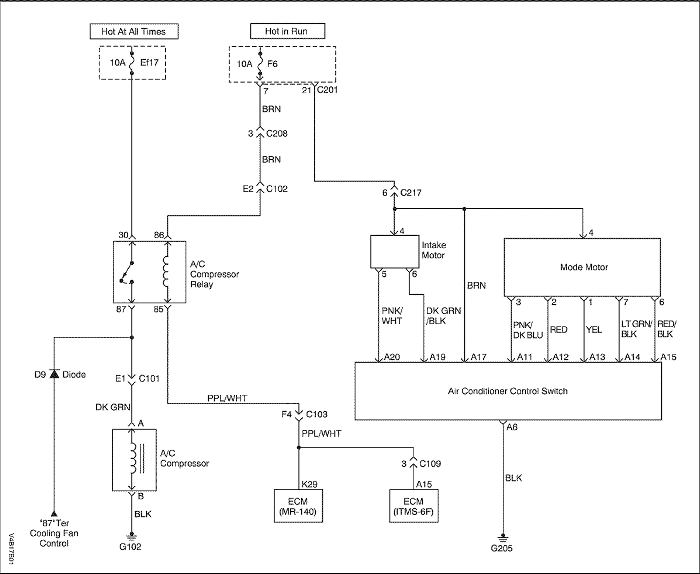 Hot At All Times
Hot in Run
10A Ef17
10A F6
7
21 C201
BRN
3 C208
BRN
E2 C102
6 C217
30 86
4
4
Intake
Motor
Mode Motor
A/C
Compressor
Relay
5 6
BRN
3 2 1 7 6
87 85
PNK/
WHT
DK GRN
/BLK
PNK/
DK BLU
RED
YEL
LT GRN/
BLK
RED/
BLK
A20 A19 A17 A11 A12 A13 A14 A15
D9 Diode
E1 C101
Air Conditioner Control Switch
PPL/WHT
DK GRN
F4 C103
A6
A
PPL/WHT
A/C
Compressor
3 C109
BLK
B
K29
A15
BLK
ECM
(MR-140)
ECM
(ITMS-6F)
"87"Ter
Cooling Fan
Control
G102
G205
Y4B17E01